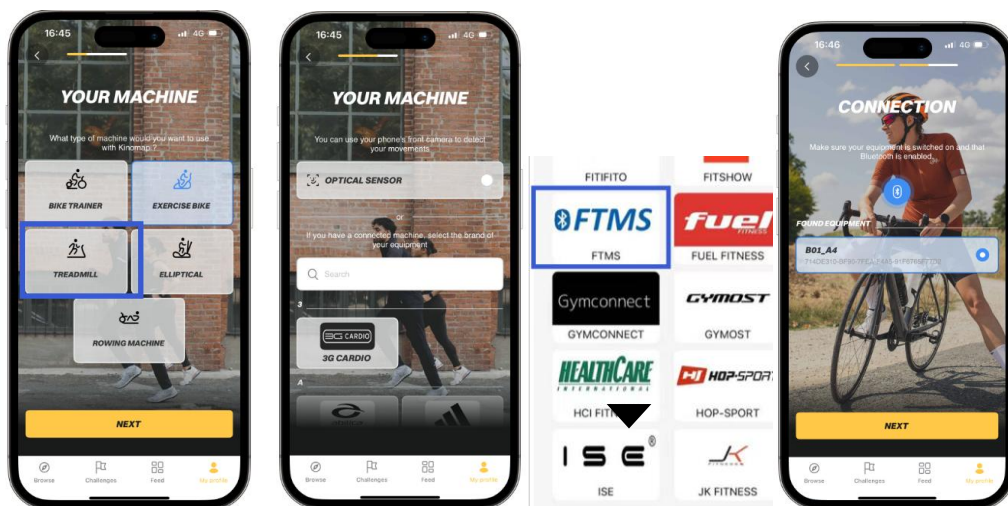 16:45
4G
YOUR MACHINE
What type of machine would you want to use
with Kinomap ?
BIKE TRAINER
EXERCISE BIKE
TREADMILL
ELLIPTICAL
ROWING MACHINE
NEXT
Browse
Challenges
Feed
My profile
16:45
4G
YOUR MACHINE
You can use your phone's front camera to detect
your movements
OPTICAL SENSOR
or
If you have a connected machine, select the brand of
your equipment
Search
3
3G CARDIO
3G CARDIO
A
Browse
Challenges
Feed
My profile
FITIFITO
FITSHOW
FTMS
fuel
FITNESS
FTMS
FUEL FITNESS
Gymconnect
GYMOST
GYMCONNECT
GYMOST
HEALTHCARE
INTERNATIONAL
HOP-SPORT
HCI
HOP-SPORT
ISE®
JK
ISE
JK FITNESS
16:46
4G
CONNECTION
Make sure your equipment is switched on and that
Bluetooth is enabled.
FOUND EQUIPMENT
B01_A4
NEXT
Browse
Challenges
Feed
My profile